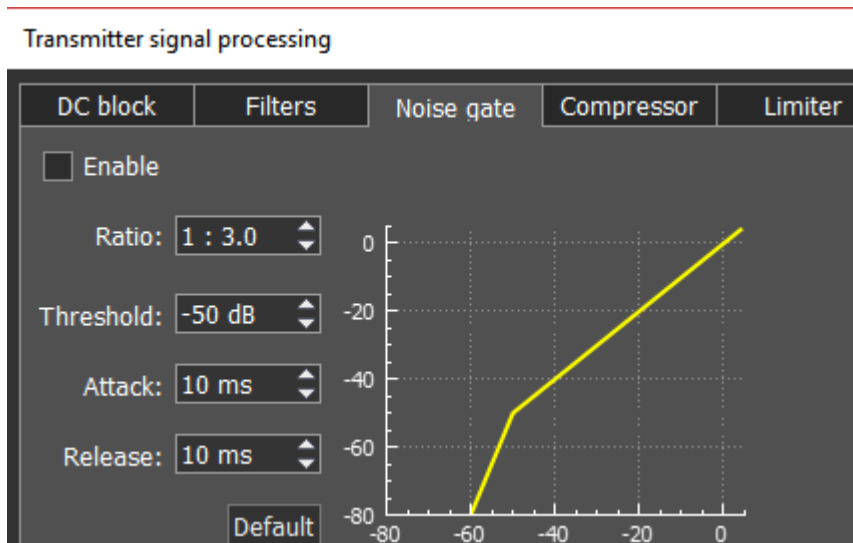 Transmitter signal processing
DC block Filters Noise gate Compressor Limiter
Enable
Ratio: 1 : 3.0
Threshold: -50 dB
Attack: 10 ms
Release: 10 ms
Default
0
-20
-40
-60
-80
-80 -60 -40 -20 0